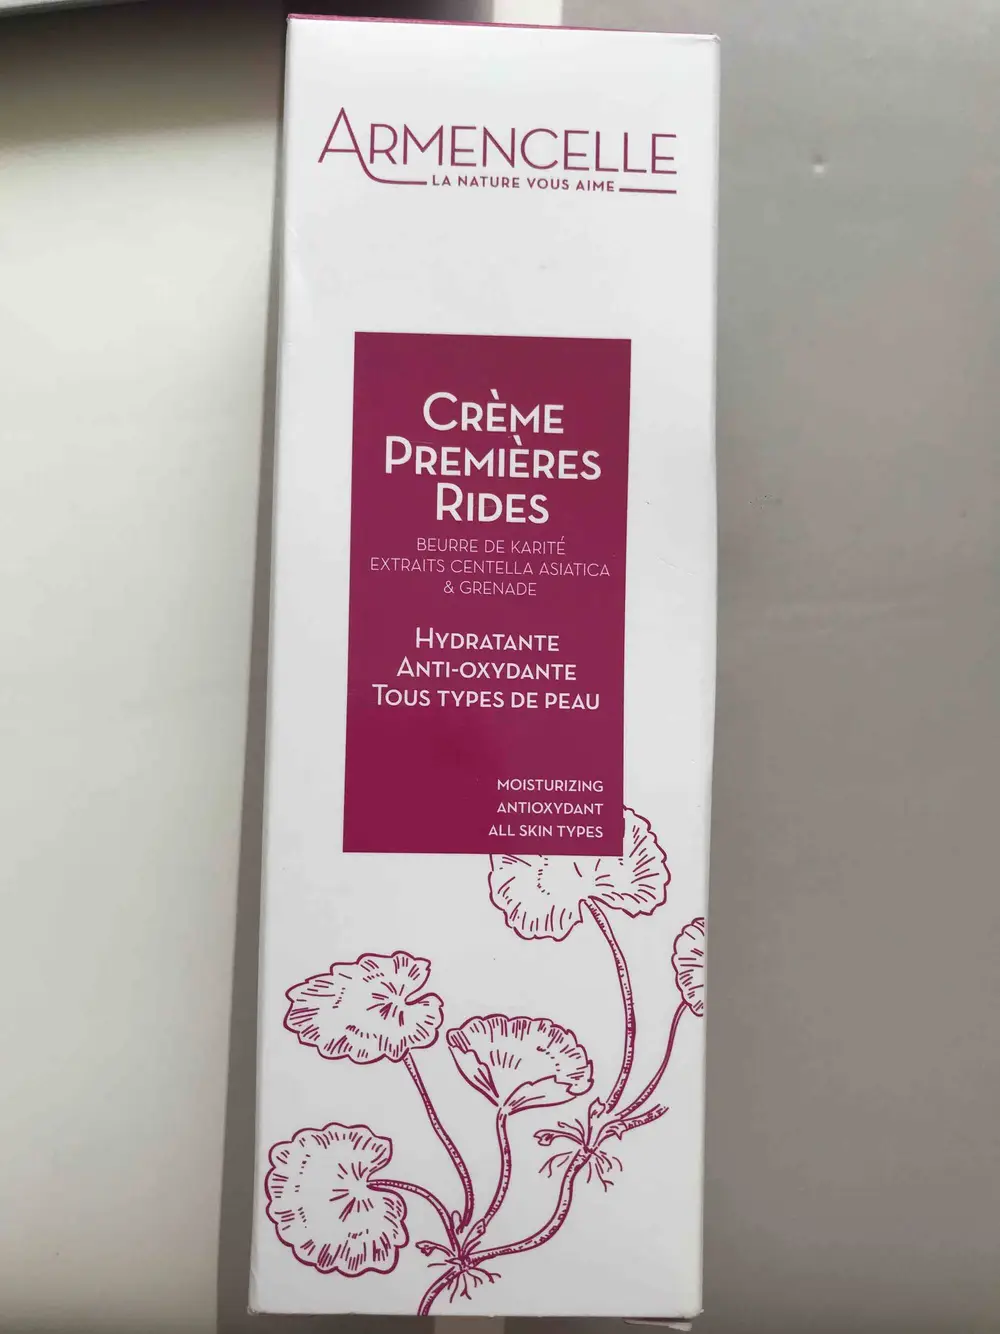 ARMENCELLE
LA NATURE VOUS AIME
CRÈME
PREMIÈRES
RIDES
BEURRE DE KARITÉ
EXTRAITS CENTELLA ASIATICA
& GRENADE
HYDRATANTE
ANTI-OXYDANTE
TOUS TYPES DE PEAU
MOISTURIZING
ANTIOXYDANT
ALL SKIN TYPES